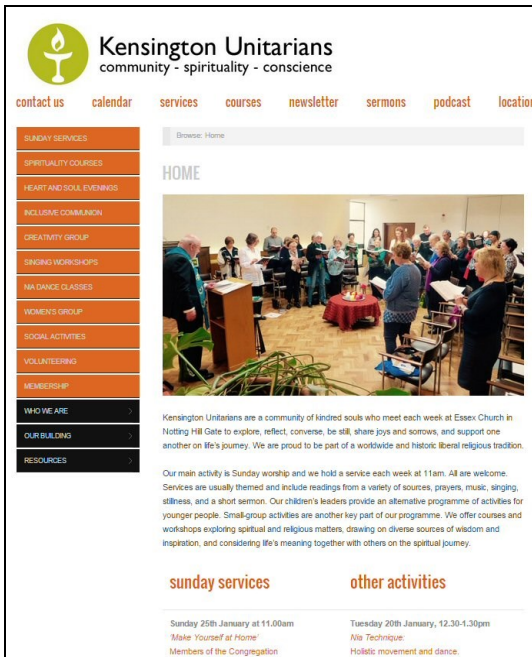 Kensington Unitarians
community - spirituality - conscience
contact us calendar services courses newsletter sermons podcast location
SUNDAY SERVICES
SPIRITUALITY COURSES
HEART AND SOUL EVENINGS
INCLUSIVE COMMUNION
CREATIVITY GROUP
SINGING WORKSHOPS
NIA DANCE CLASSES
WOMEN'S GROUP
SOCIAL ACTIVITIES
VOLUNTEERING
MEMBERSHIP
WHO WE ARE
OUR BUILDING
RESOURCES
Browse: Home
HOME
Kensington Unitarians are a community of kindred souls who meet each week at Essex Church in
Notting Hill Gate to explore, reflect, converse, be still, share joys and sorrows, and support one
another on life's journey. We are proud to be part of a worldwide and historic liberal religious tradition.
Our main activity is Sunday worship and we hold a service each week at 11am. All are welcome.
Services are usually themed and include readings from a variety of sources, prayers, music, singing,
stillness, and a short sermon. Our children's leaders provide an alternative programme of activities for
younger people. Small-group activities are another key part of our programme. We offer courses and
workshops exploring spiritual and religious matters, drawing on diverse sources of wisdom and
inspiration, and considering life's meaning together with others on the spiritual journey.
sunday services
Sunday 25th January at 11.00am
'Make Yourself at Home'
Members of the Congregation
other activities
Tuesday 20th January, 12.30-1.30pm
Nia Technique:
Holistic movement and dance.